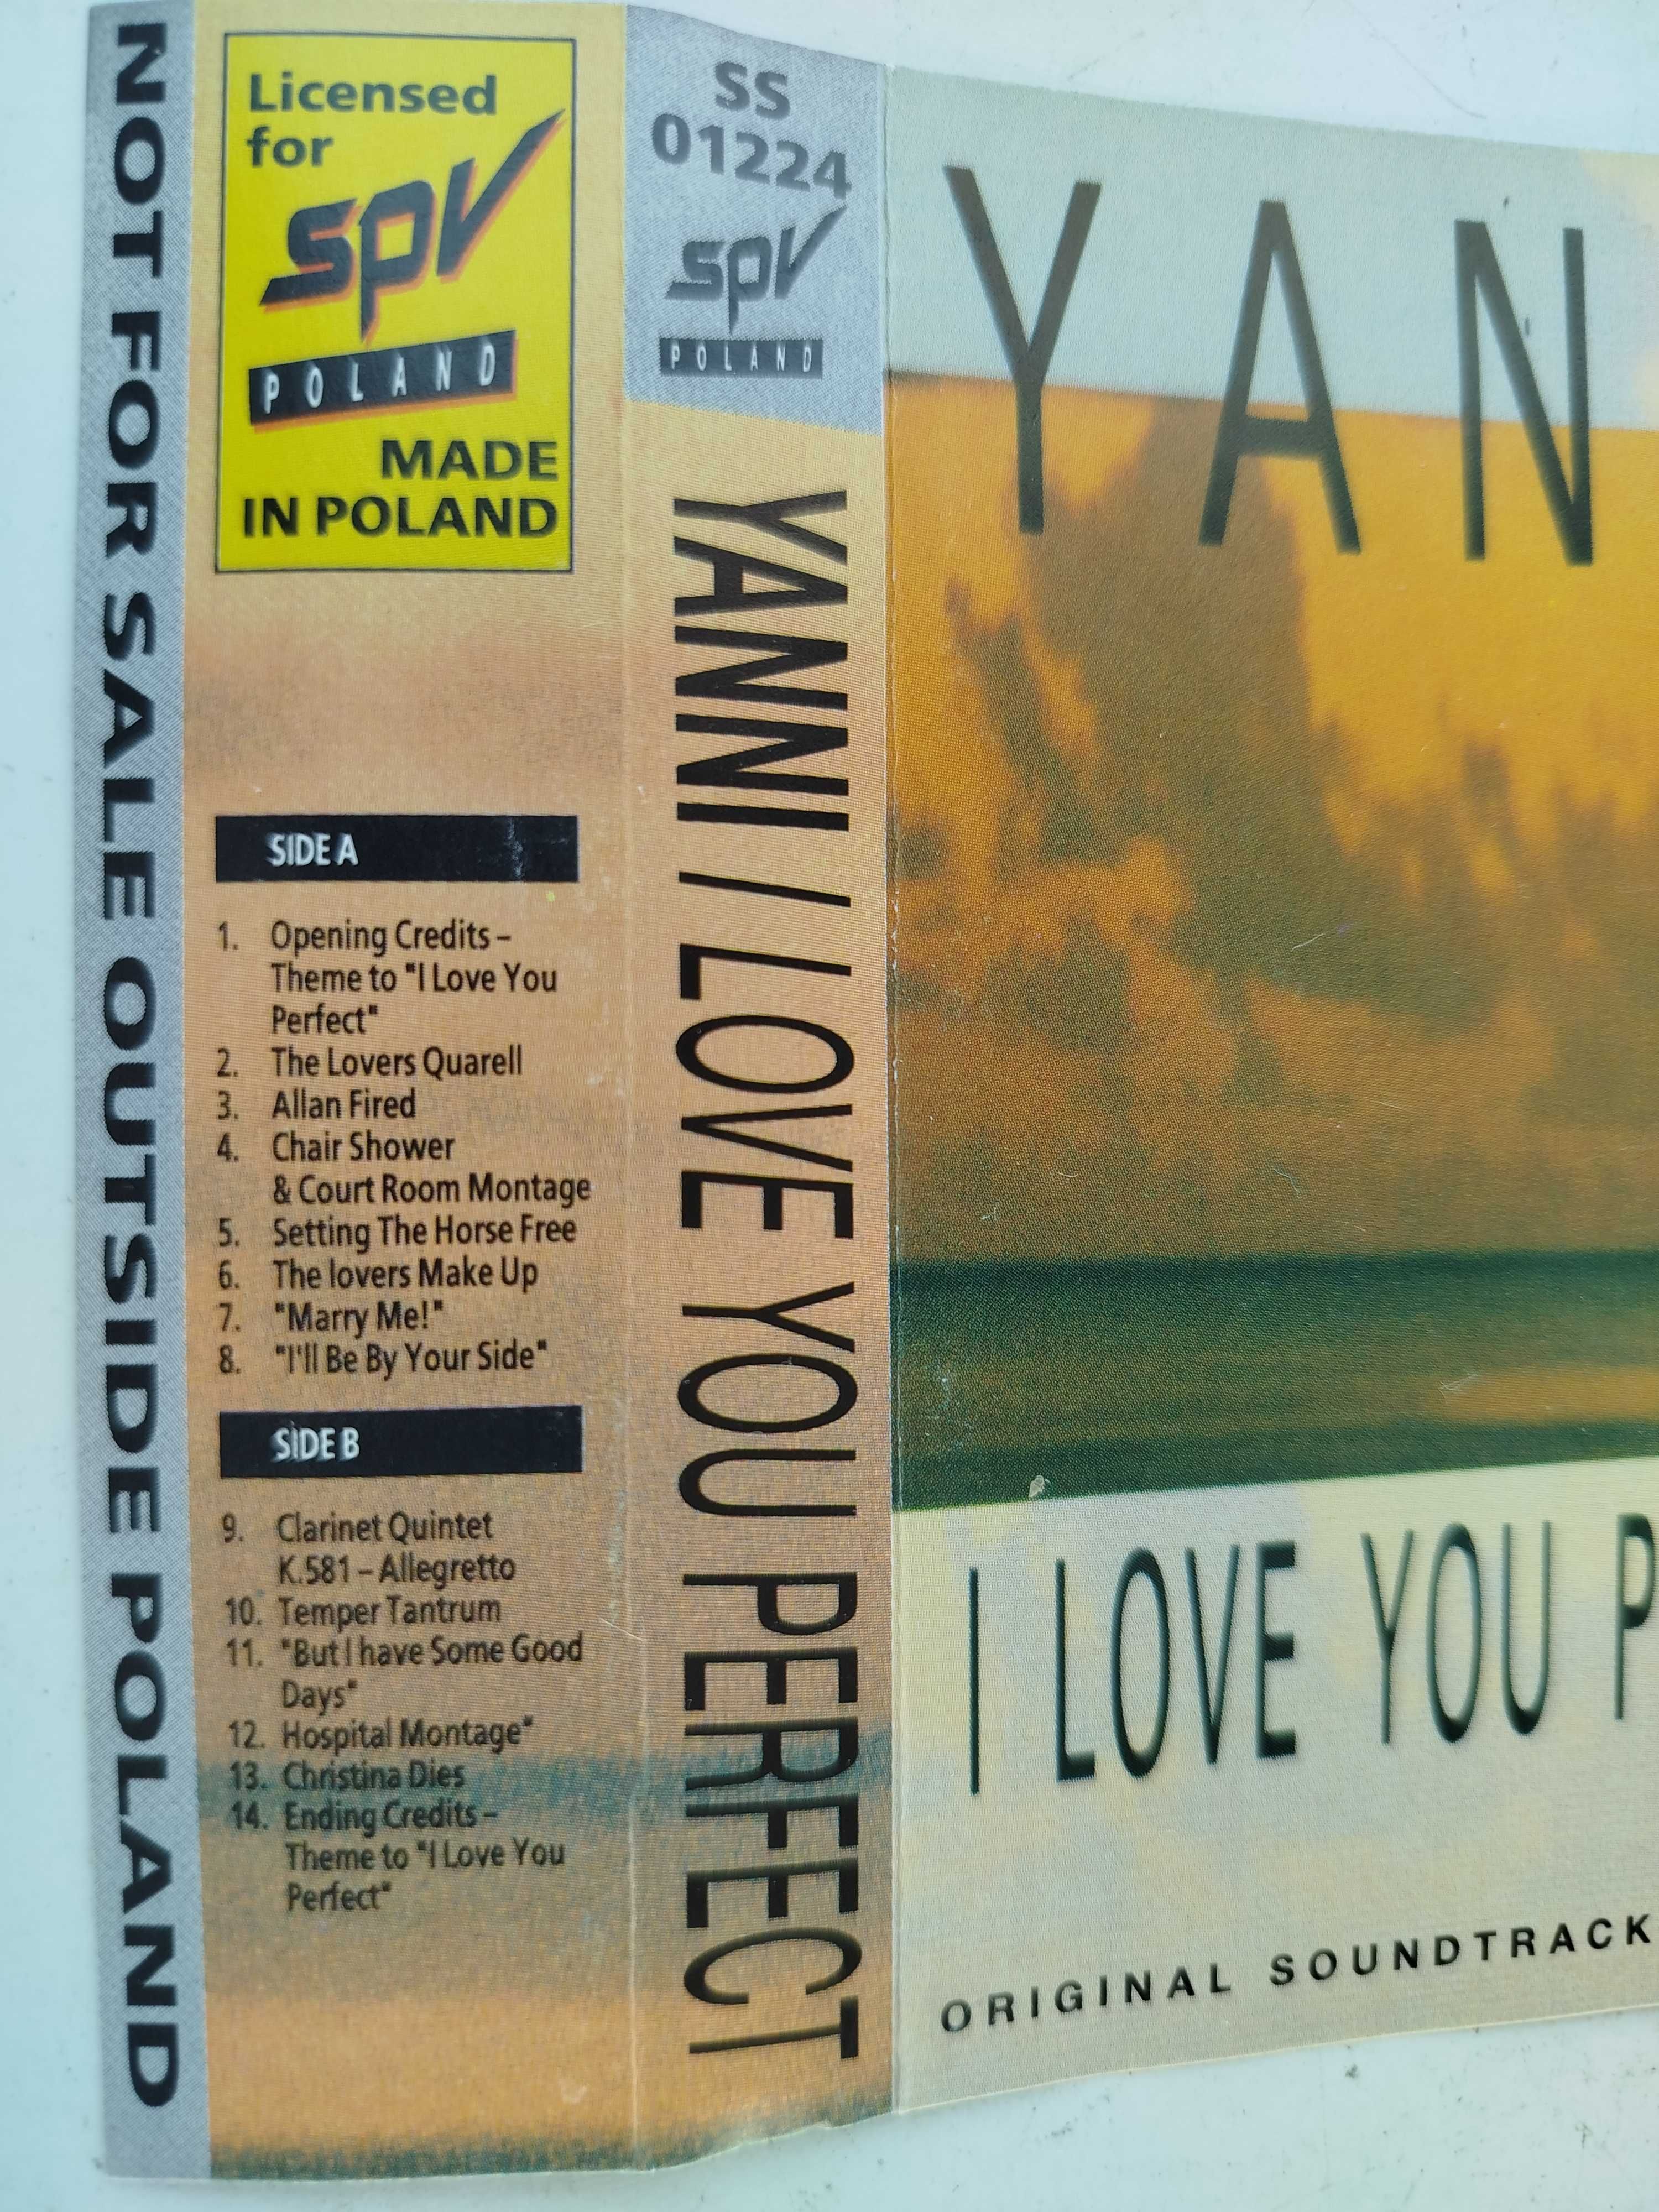 NOT FOR SALE OUTSIDE POLAND
Licensed
for
SPV
POLAND
MADE
IN POLAND
SIDE A
1. Opening Credits –
Theme to "I Love You
Perfect"
2. The Lovers Quarell
3. Allan Fired
4. Chair Shower
& Court Room Montage
5. Setting The Horse Free
6. The lovers Make Up
7. "Marry Me!"
8. "I'll Be By Your Side"
SIDE B
9. Clarinet Quintet
K.581 – Allegretto
10. Temper Tantrum
11. "But I have Some Good
Days"
12. Hospital Montage"
13. Christina Dies
14. Ending Credits –
Theme to "I Love You
Perfect"
SS
01224
SPV
POLAND
YANNI / I LOVE YOU PERFECT
YAN
I LOVE YOU P
ORIGINAL SOUNDTRACK